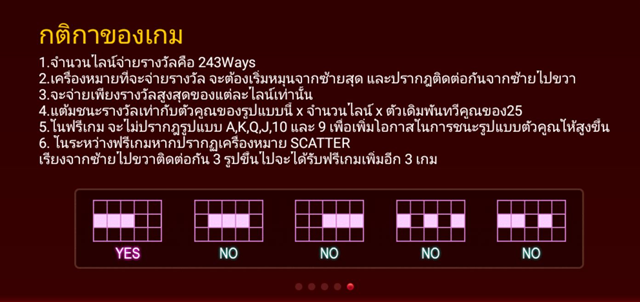 กติกาของเกม
1.จำนวนไลน์จ่ายรางวัลคือ 243Ways
2.เครื่องหมายที่จะจ่ายรางวัล จะต้องเริ่มหมุนจากซ้ายสุด และปรากฎติดต่อกันจากซ้ายไปขวา
3.จะจ่ายเพียงรางวัลสูงสุดของแต่ละไลน์เท่านั้น
4.แต้มชนะรางวัลเท่ากับตัวคูณของรูปแบบนี้ x จำนวนไลน์ x ตัวเดิมพันทวีคูณของ25
5.ในฟรีเกม จะไม่ปรากฎรูปแบบ A,K,Q,J,10 และ 9 เพื่อเพิ่มโอกาสในการชนะรูปแบบตัวคูณให้สูงขึ้น
6. ในระหว่างฟรีเกมหากปรากฏเครื่องหมาย SCATTER
เรียงจากซ้ายไปขวาติดต่อกัน 3 รูปขึ้นไปจะได้รับฟรีเกมเพิ่มอีก 3 เกม
YES NO NO NO NO